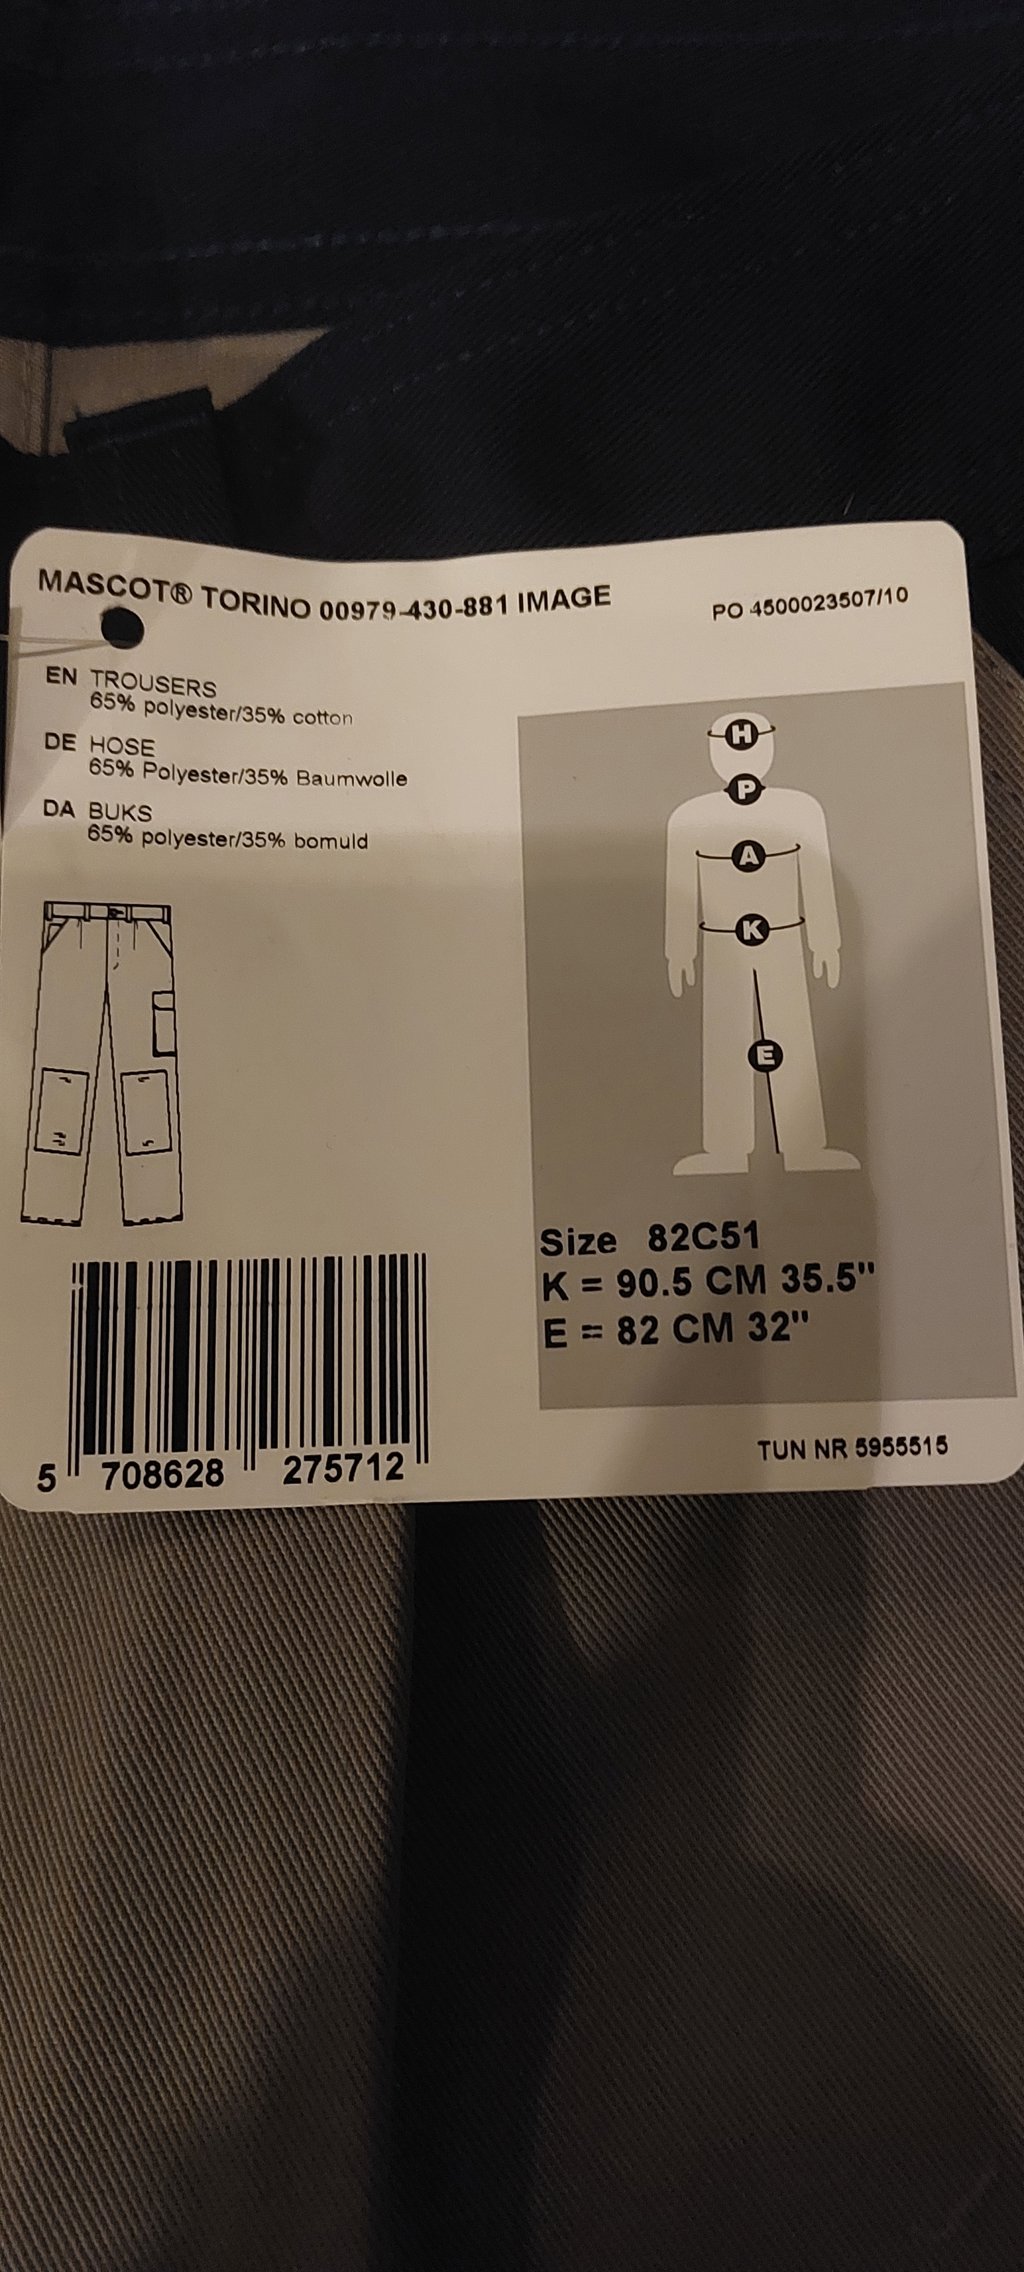 MASCOT® TORINO 00979-430-881 IMAGE
PO 4500023507/10
EN TROUSERS
65% polyester/35% cotton
DE HOSE
65% Polyester/35% Baumwolle
DA BUKS
65% polyester/35% bomuld
H
P
A
K
E
Size 82C51
K = 90.5 CM 35.5"
E = 82 CM 32"
5 708628 275712
TUN NR 5955515